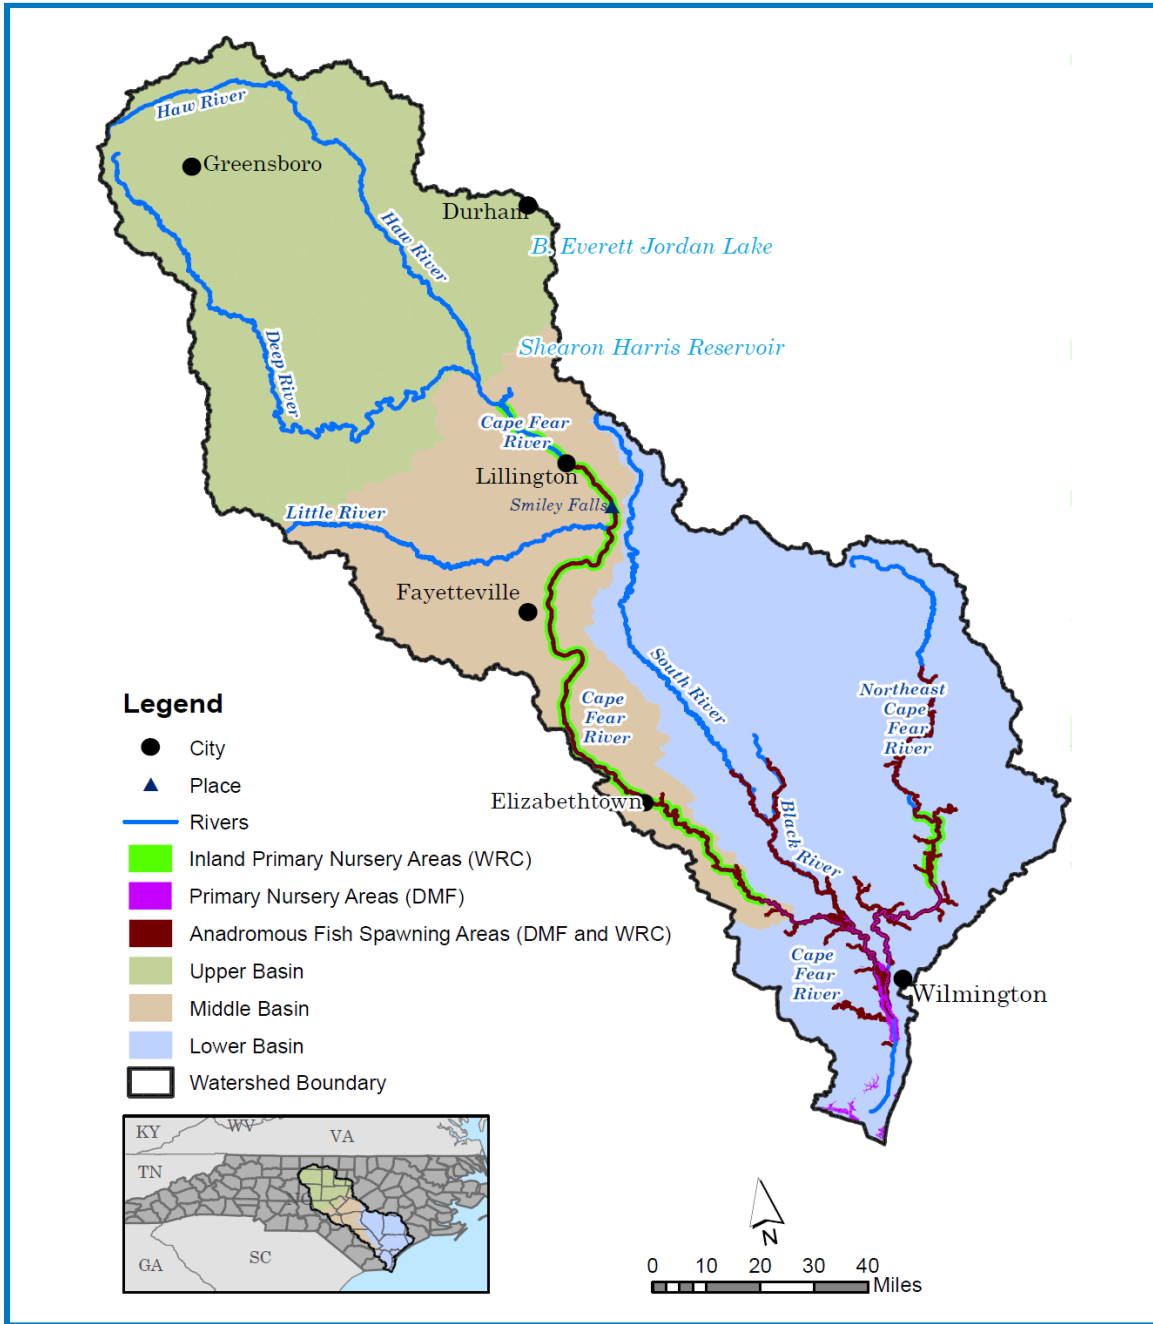 Haw River
Greensboro
Durham
Haw River
B. Everett Jordan Lake
Shearon Harris Reservoir
Deep River
Cape Fear
River
Lillington
Smiley Falls
Little River
Fayetteville
South River
Northeast
Cape
Fear
River
Cape
Fear
River
Elizabethtown
Black River
Cape
Fear
River
Wilmington
Legend
City
Place
Rivers
Inland Primary Nursery Areas (WRC)
Primary Nursery Areas (DMF)
Anadromous Fish Spawning Areas (DMF and WRC)
Upper Basin
Middle Basin
Lower Basin
Watershed Boundary
KY
WV
VA
TN
NC
GA
SC
N
0 10 20 30 40
Miles